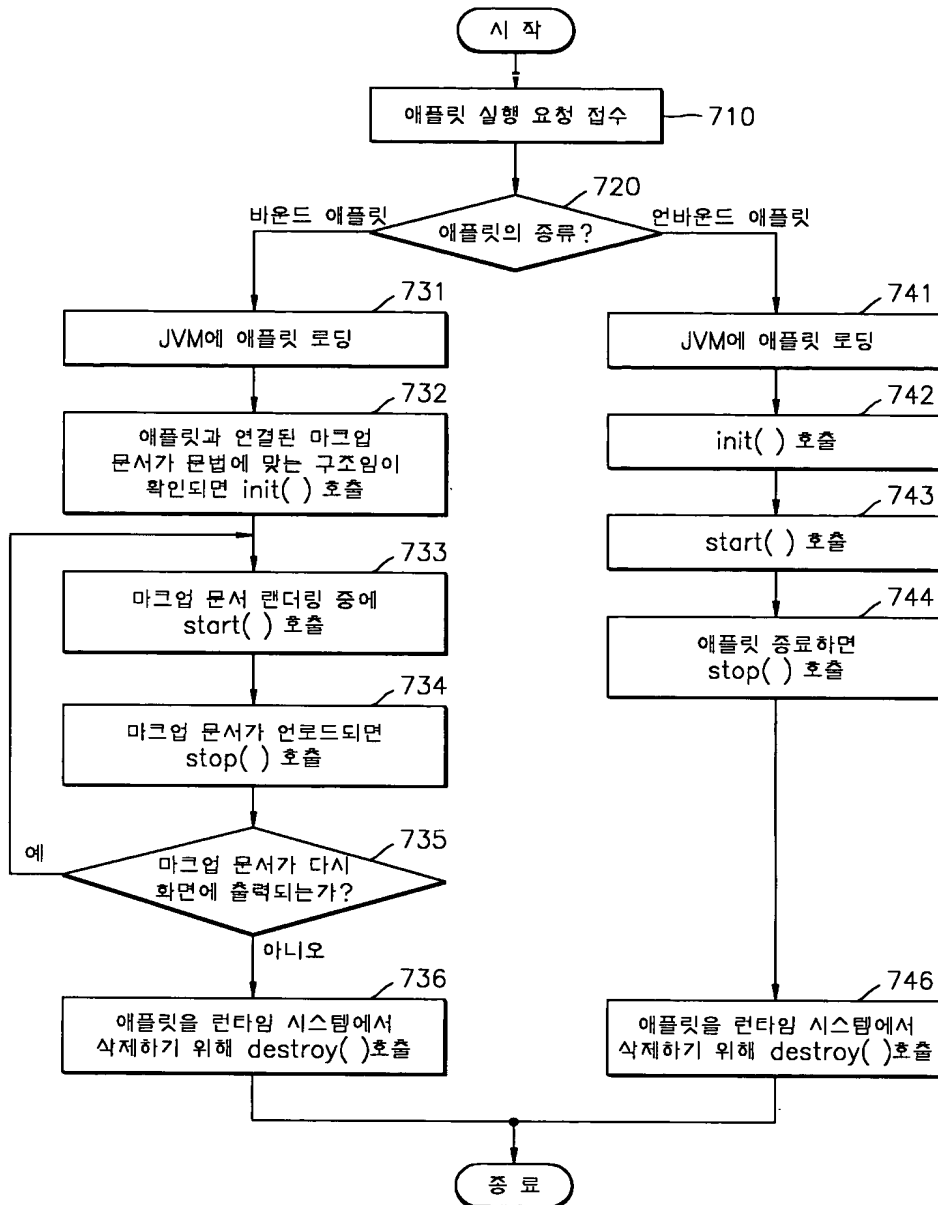 시 작
애플릿 실행 요청 접수
710
720
바운드 애플릿
언바운드 애플릿
애플릿의 종류?
731
JVM에 애플릿 로딩
732
애플릿과 연결된 마크업
문서가 문법에 맞는 구조임이
확인되면 init( ) 호출
733
마크업 문서 랜더링 중에
start( ) 호출
734
마크업 문서가 언로드되면
stop( ) 호출
735
예
마크업 문서가 다시
화면에 출력되는가?
아니오
736
애플릿을 런타임 시스템에서
삭제하기 위해 destroy( )호출
741
JVM에 애플릿 로딩
742
init( ) 호출
743
start( ) 호출
744
애플릿 종료하면
stop( ) 호출
746
애플릿을 런타임 시스템에서
삭제하기 위해 destroy( )호출
종 료